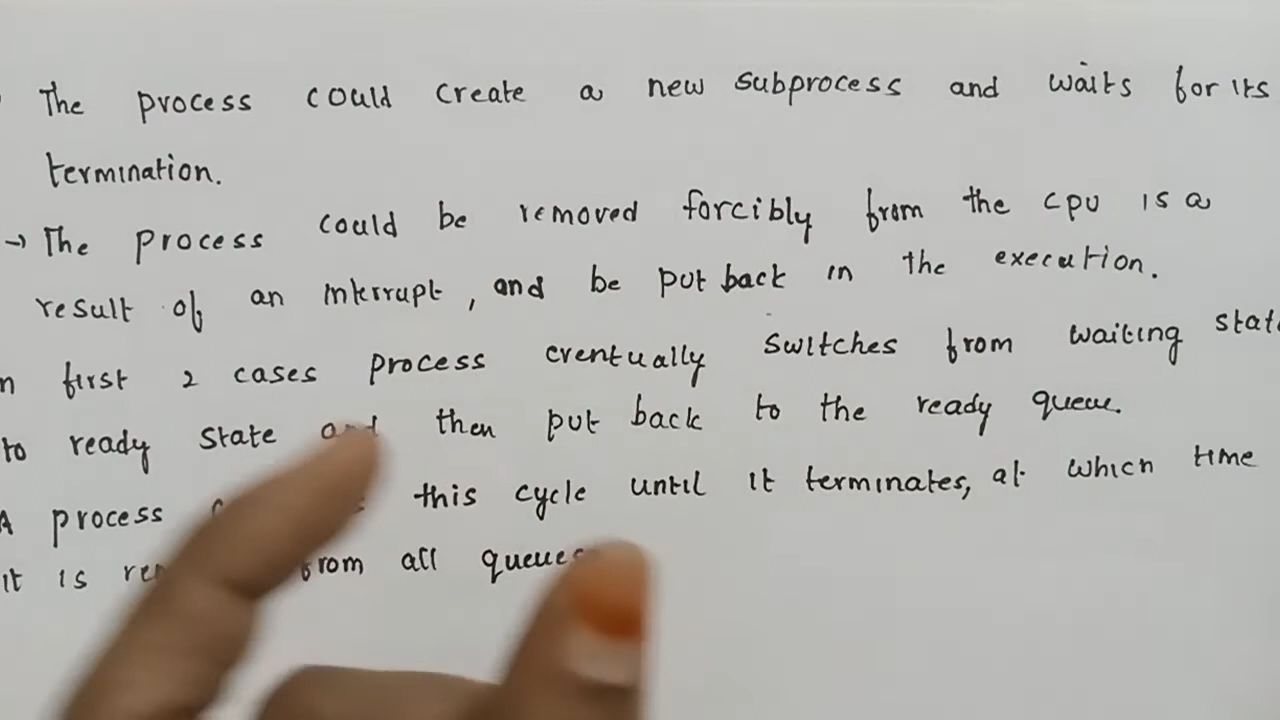 The process could create a new subprocess and waits for its
termination.
→ The process could be removed forcibly from the cpu is a
result of an interrupt, and be put back in the execution.
n first 2 cases process eventually switches from waiting stat
to ready state and then put back to the ready queue.
A process this cycle until it terminates, at which time
it is from all queues